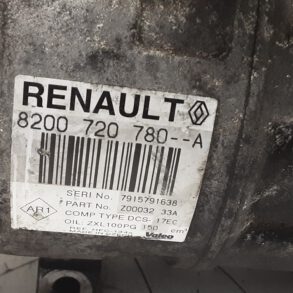 RENAULT
8200 720 780--A
SERI No. 7915791638
PART No. Z00032 33A
AR1
COMP TYPE DCS- 17EC
OIL: ZXL100PG 150 cm³
Valeo